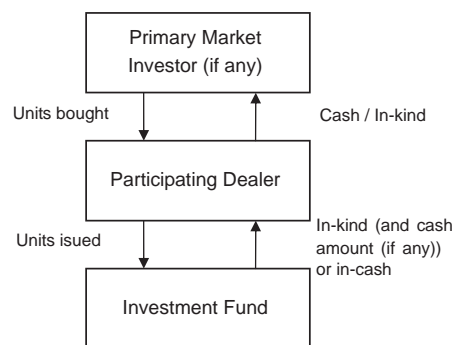 Primary Market
Investor (if any)
Units bought
Cash / In-kind
Participating Dealer
Units isued
In-kind (and cash
amount (if any))
or in-cash
Investment Fund